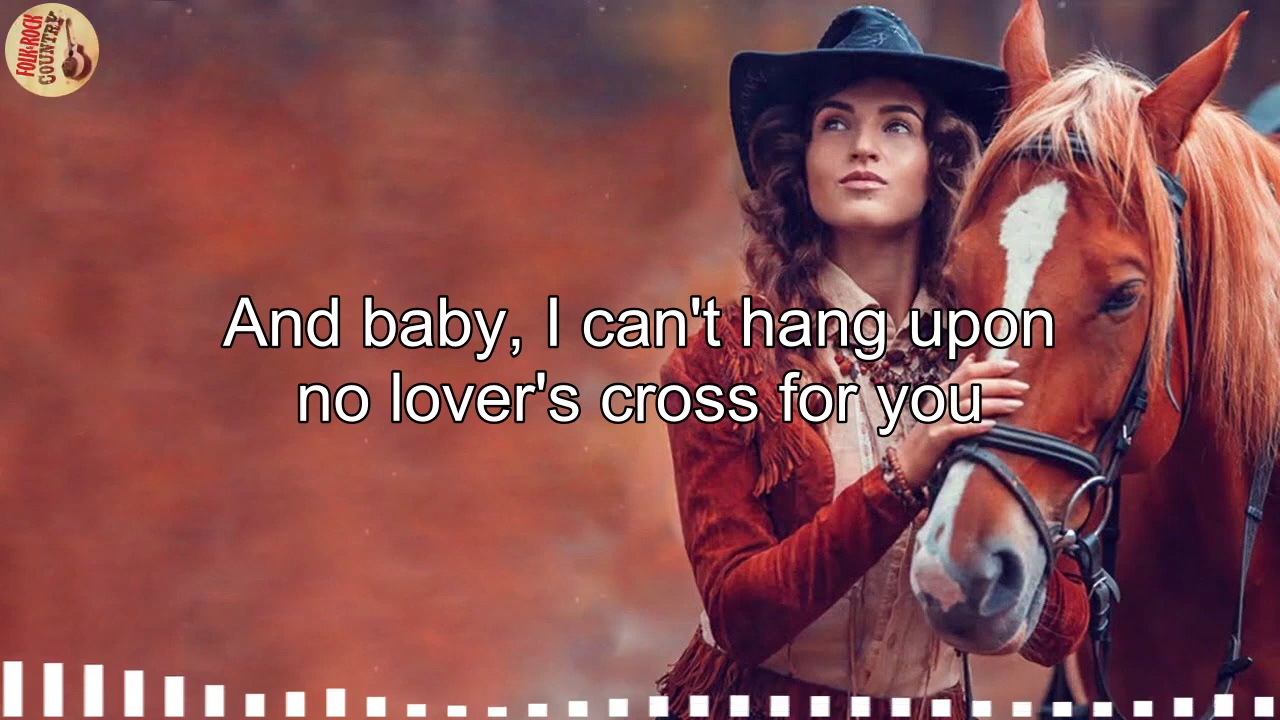 FOLK & ROCK
COUNTRY
And baby, I can't hang upon
no lover's cross for you